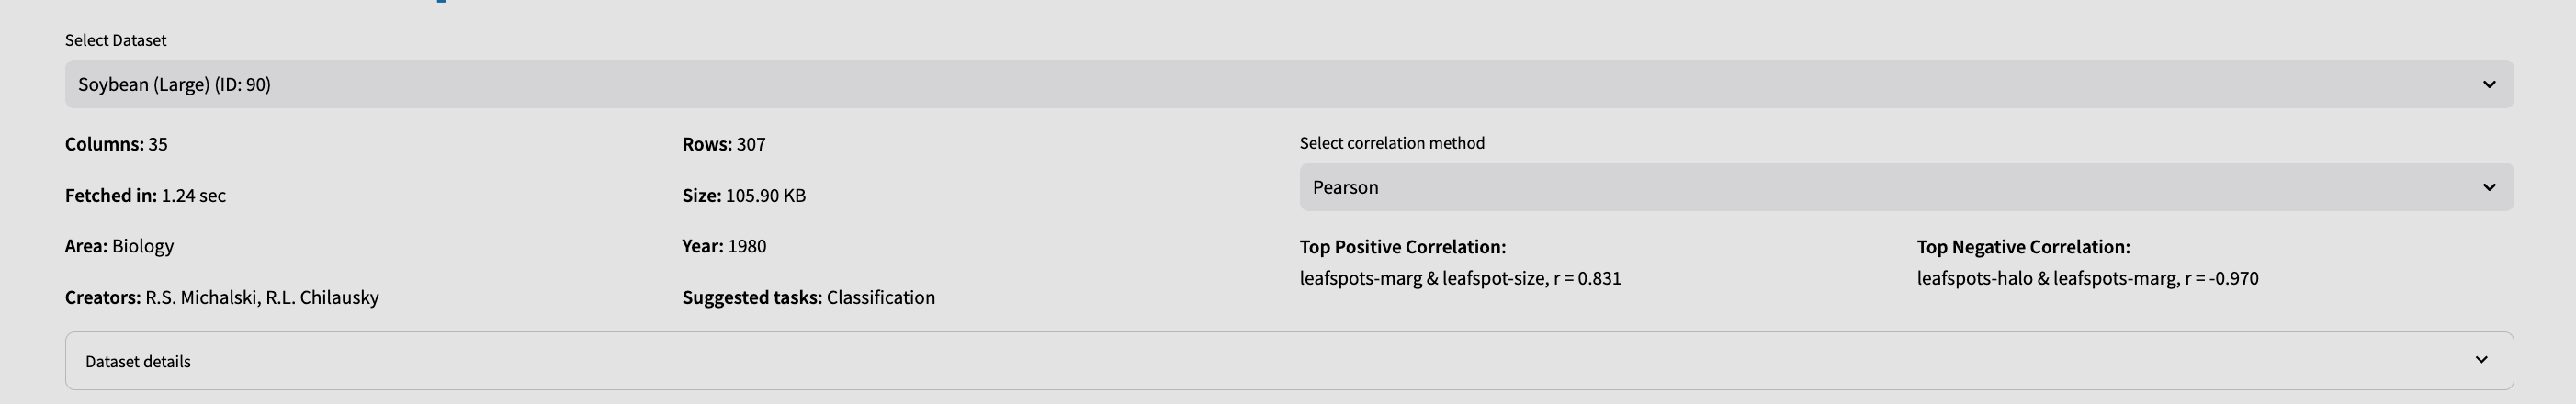 Select Dataset
Soybean (Large) (ID: 90)
Columns: 35
Rows: 307
Fetched in: 1.24 sec
Size: 105.90 KB
Area: Biology
Year: 1980
Creators: R.S. Michalski, R.L. Chilausky
Suggested tasks: Classification
Select correlation method
Pearson
Top Positive Correlation:
leafspots-marg & leafspot-size, r = 0.831
Top Negative Correlation:
leafspots-halo & leafspots-marg, r = -0.970
Dataset details